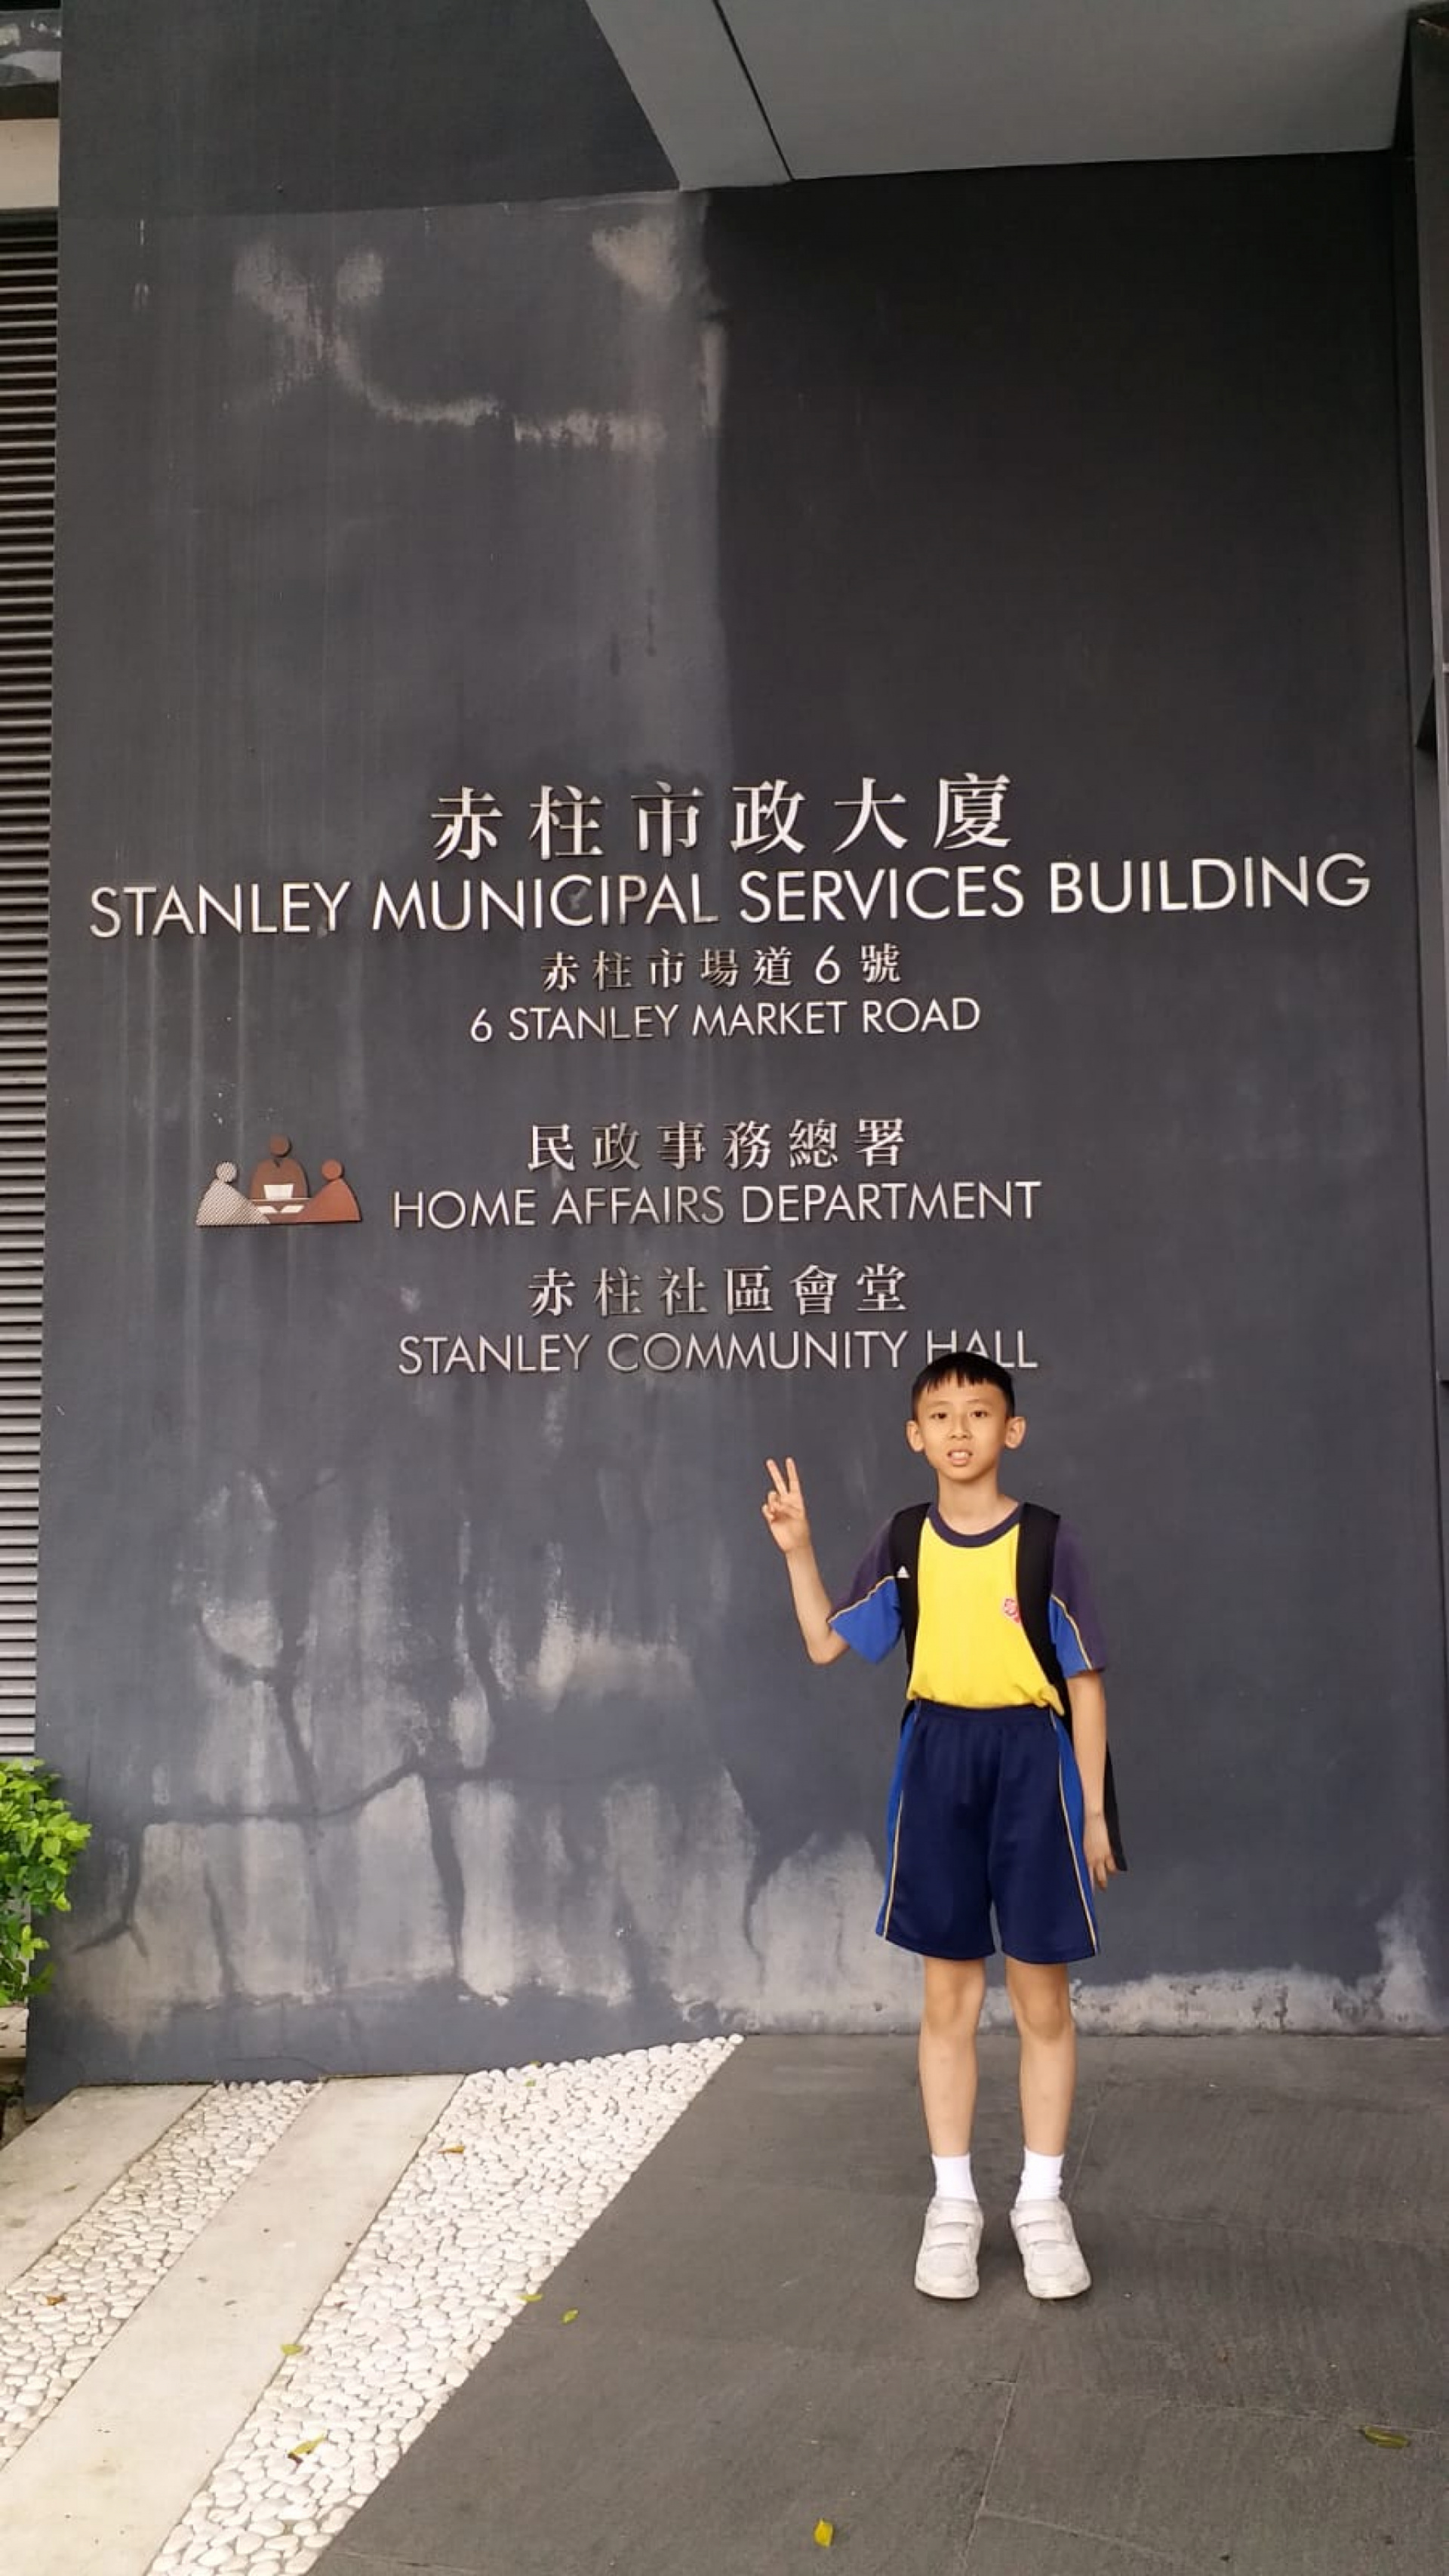 赤柱市政大廈
STANLEY MUNICIPAL SERVICES BUILDING
赤柱市場道6號
6 STANLEY MARKET ROAD
民政事務總署
HOME AFFAIRS DEPARTMENT
赤柱社區會堂
STANLEY COMMUNITY HALL